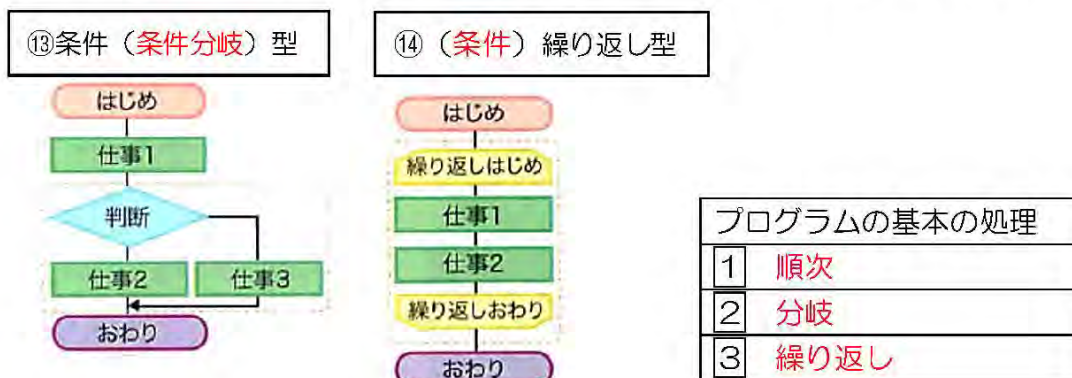 ⑬条件（条件分岐）型
はじめ
仕事1
判断
仕事2
仕事3
おわり
⑭（条件）繰り返し型
はじめ
繰り返しはじめ
仕事1
仕事2
繰り返しおわり
おわり
プログラムの基本の処理
1 順次
2 分岐
3 繰り返し